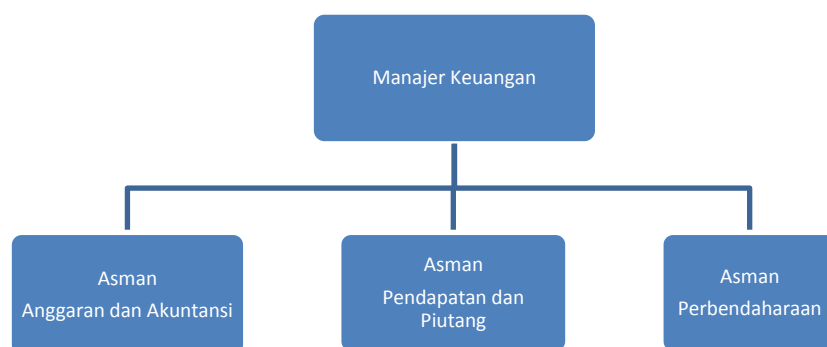 Manajer Keuangan
Asman
Anggaran dan Akuntansi
Asman
Pendapatan dan
Piutang
Asman
Perbendaharaan